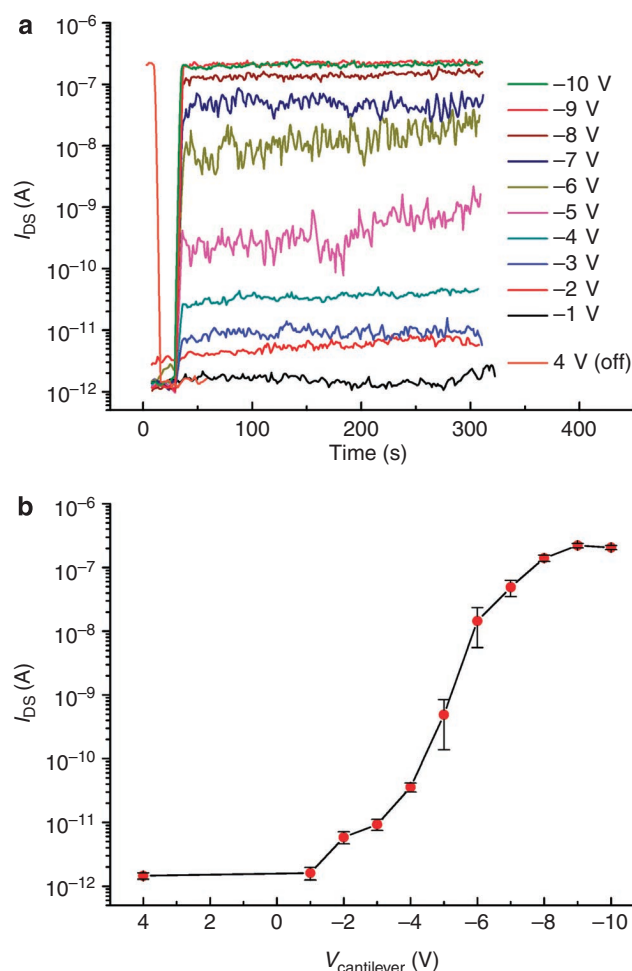 a
10⁻⁶
10⁻⁷
10⁻⁸
10⁻⁹
10⁻¹⁰
10⁻¹¹
10⁻¹²
I_DS (A)
0 100 200 300 400
Time (s)
–10 V
–9 V
–8 V
–7 V
–6 V
–5 V
–4 V
–3 V
–2 V
–1 V
4 V (off)
b
10⁻⁶
10⁻⁷
10⁻⁸
10⁻⁹
10⁻¹⁰
10⁻¹¹
10⁻¹²
I_DS (A)
4 2 0 –2 –4 –6 –8 –10
V_cantilever (V)